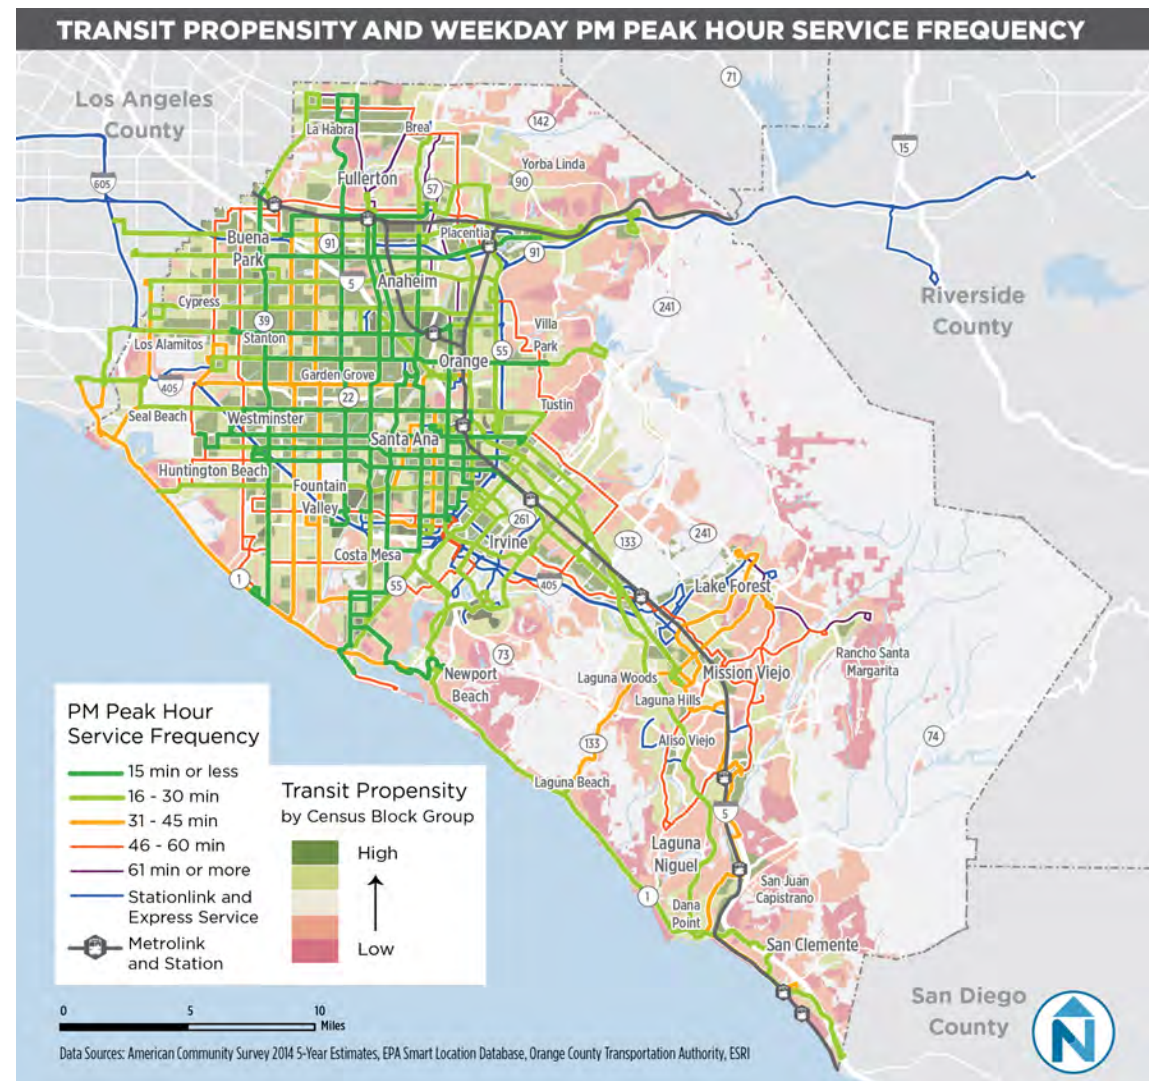 TRANSIT PROPENSITY AND WEEKDAY PM PEAK HOUR SERVICE FREQUENCY
Los Angeles
County
71
142
15
La Habra
Brea
Yorba Linda
605
Fullerton
57
90
Buena
Park
91
Placentia
91
5
Anaheim
Riverside
County
Cypress
241
39
Stanton
Villa
Park
Los Alamitos
55
Orange
405
Garden Grove
22
Seal Beach
Westminster
Tustin
Santa Ana
Huntington Beach
Fountain
Valley
261
Irvine
133
241
Costa Mesa
1
55
405
Lake Forest
73
Rancho Santa
Margarita
Newport
Beach
Laguna Woods
Mission Viejo
Laguna Hills
133
Aliso Viejo
74
Laguna Beach
5
Laguna
Niguel
San Juan
Capistrano
1
Dana
Point
San Clemente
San Diego
County
N
PM Peak Hour
Service Frequency
15 min or less
16 - 30 min
31 - 45 min
46 - 60 min
61 min or more
Stationlink and
Express Service
Metrolink
and Station
Transit Propensity
by Census Block Group
High
Low
0 5 10
Miles
Data Sources: American Community Survey 2014 5-Year Estimates, EPA Smart Location Database, Orange County Transportation Authority, ESRI